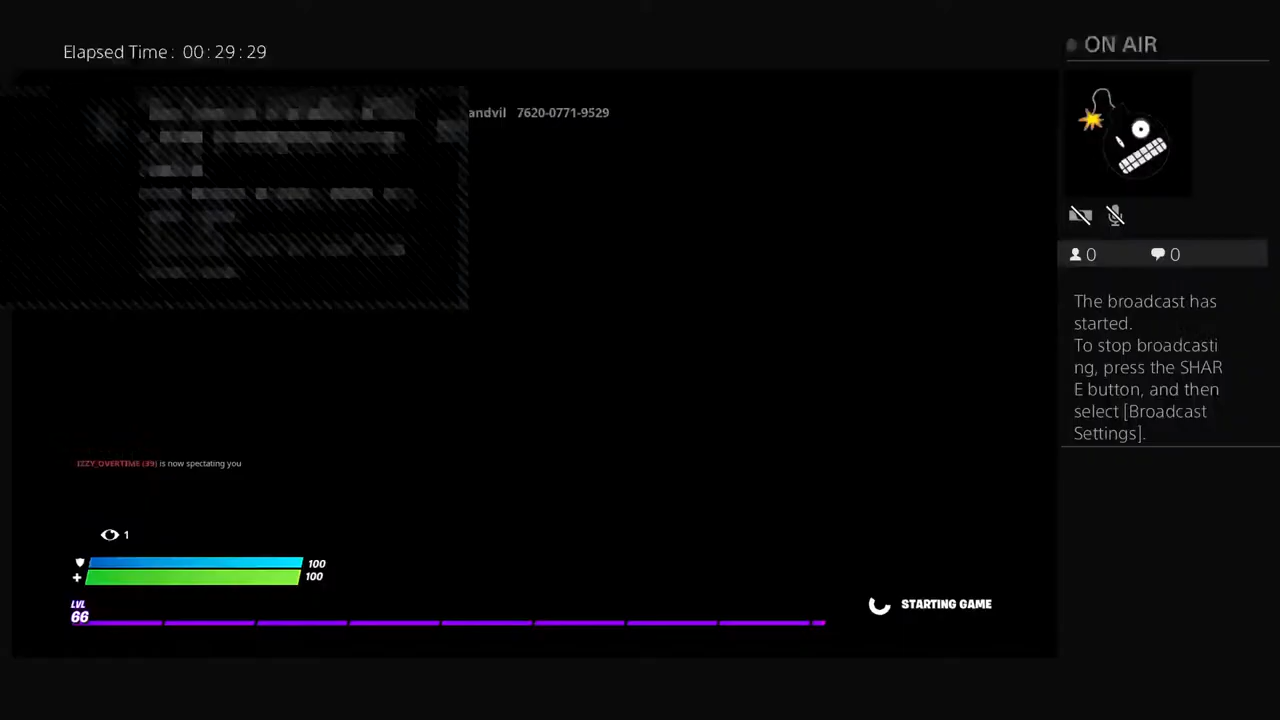 Elapsed Time: 00:29:29
ON AIR
andvil 7620-0771-9529
0 0
The broadcast has
started.
To stop broadcasti
ng, press the SHAR
E button, and then
select [Broadcast
Settings].
IZZY_OVERTIME (39) is now spectating you
1
100
100
LVL
66
STARTING GAME